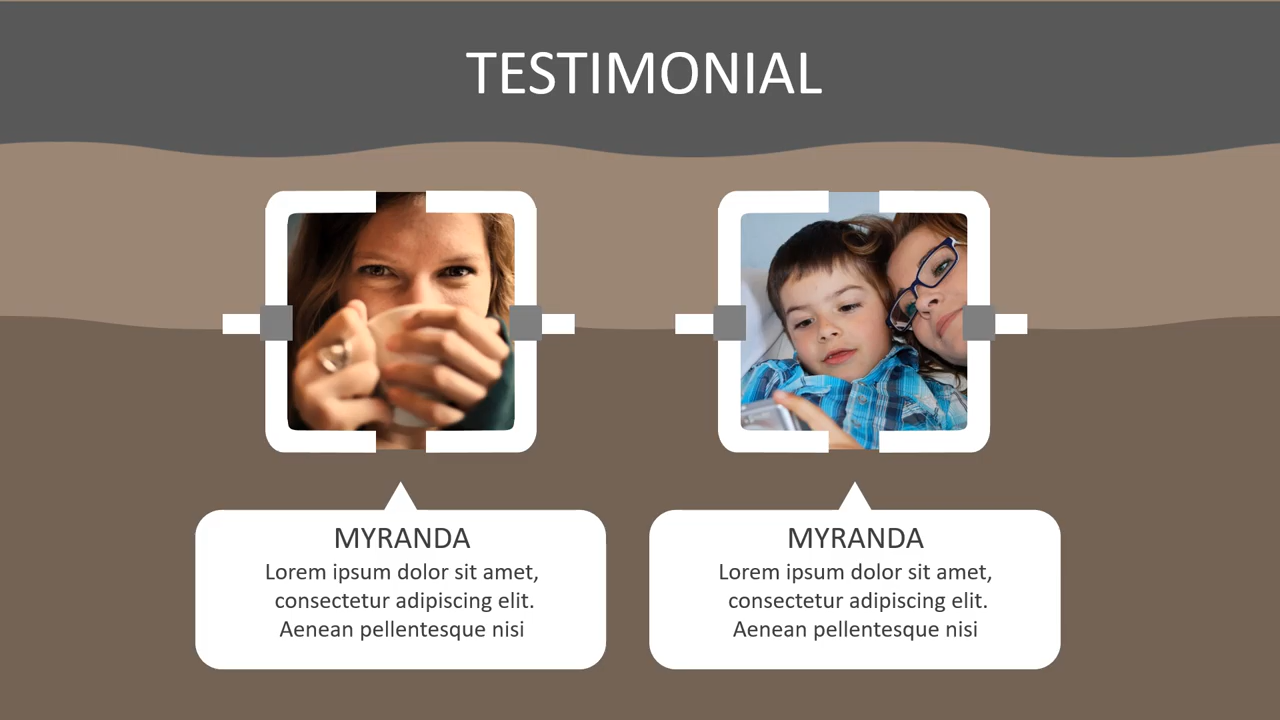 TESTIMONIAL
MYRANDA
Lorem ipsum dolor sit amet,
consectetur adipiscing elit.
Aenean pellentesque nisi
MYRANDA
Lorem ipsum dolor sit amet,
consectetur adipiscing elit.
Aenean pellentesque nisi